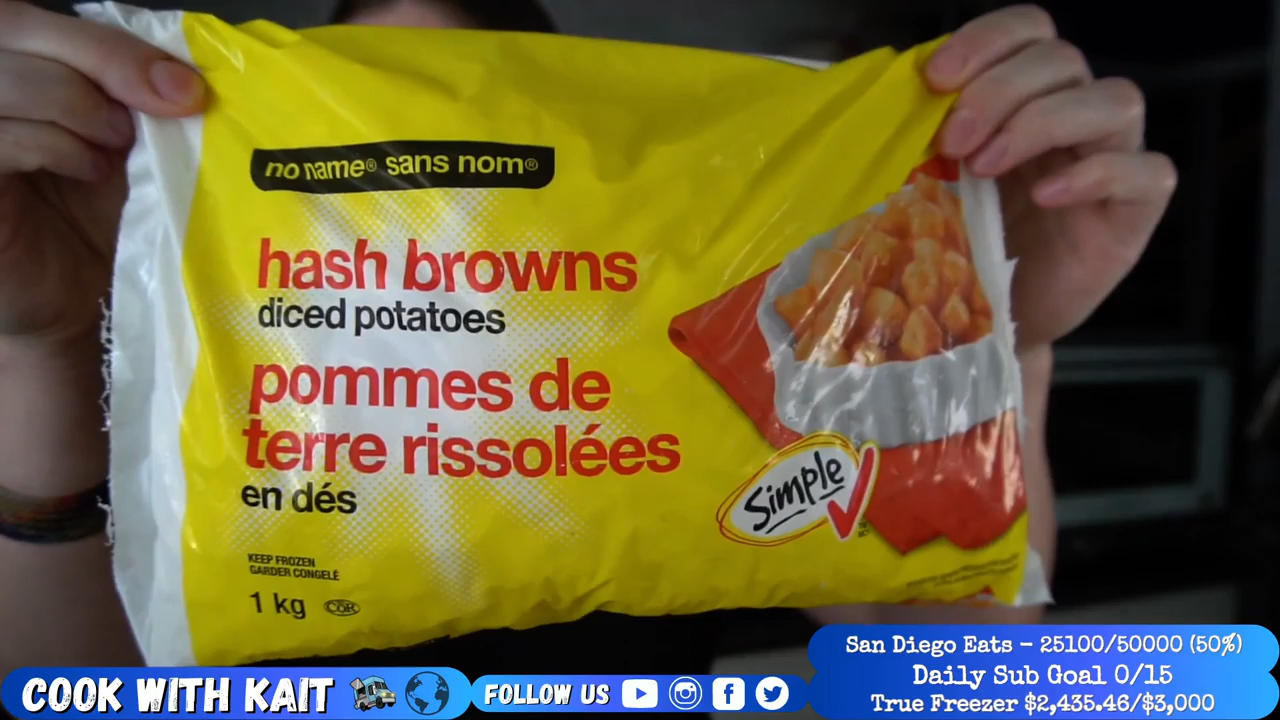 no name® sans nom®
hash browns
diced potatoes
pommes de
terre rissolées
en dés
Simple
KEEP FROZEN
GARDER CONGELÉ
1 kg COR
COOK WITH KAIT
FOLLOW US
San Diego Eats - 25100/50000 (50%)
Daily Sub Goal 0/15
True Freezer $2,435.46/$3,000